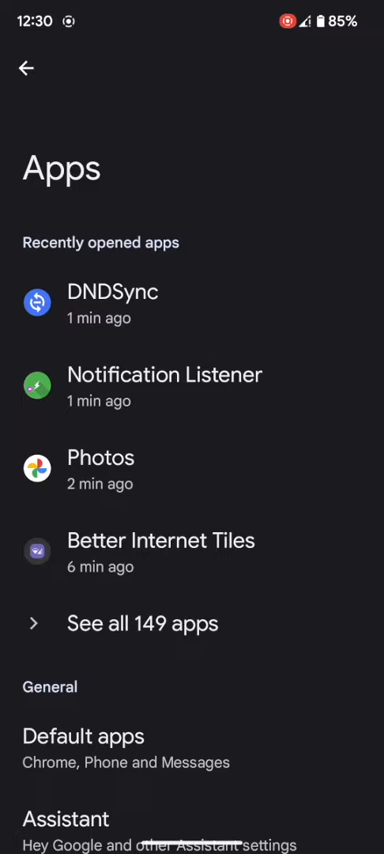 12:30
85%
Apps
Recently opened apps
DNDSync
1 min ago
Notification Listener
1 min ago
Photos
2 min ago
Better Internet Tiles
6 min ago
See all 149 apps
General
Default apps
Chrome, Phone and Messages
Assistant
Hey Google and other Assistant settings